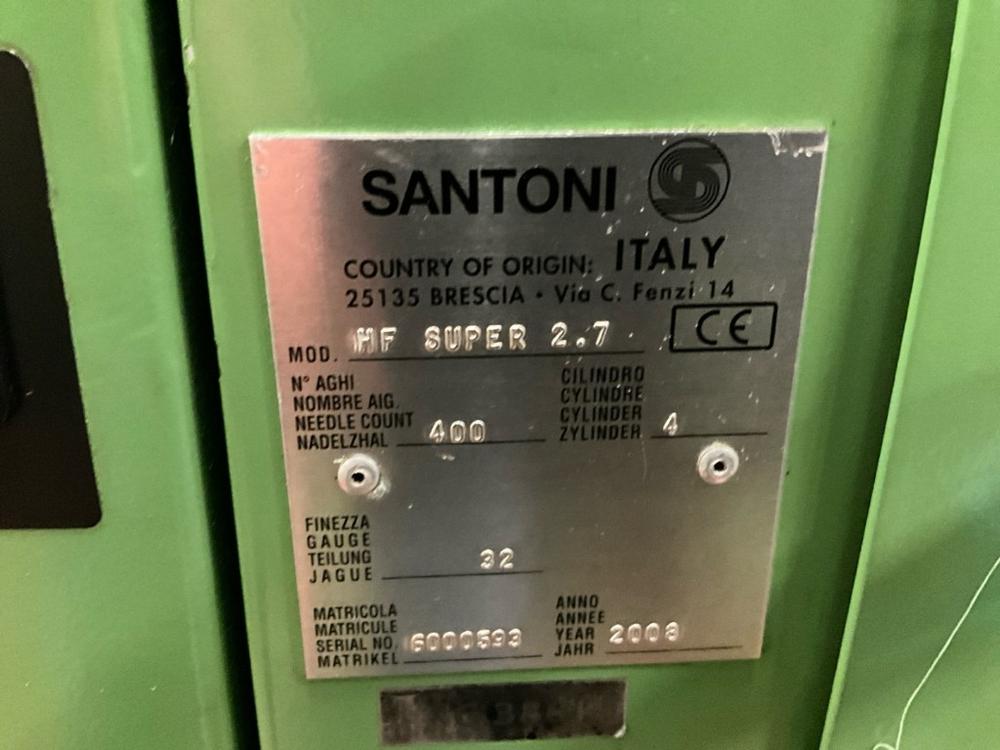 SANTONI
COUNTRY OF ORIGIN: ITALY
25135 BRESCIA • Via C. Fenzi 14
MOD. HF SUPER 2.7 CE
N° AGHI
NOMBRE AIG.
NEEDLE COUNT
NADELZHAL 400
CILINDRO
CYLINDRE
CYLINDER
ZYLINDER 4
FINEZZA
GAUGE
TEILUNG
JAGUE 32
MATRICOLA
MATRICULE
SERIAL NO. 6000593
MATRIKEL
ANNO
ANNEE
YEAR 2008
JAHR